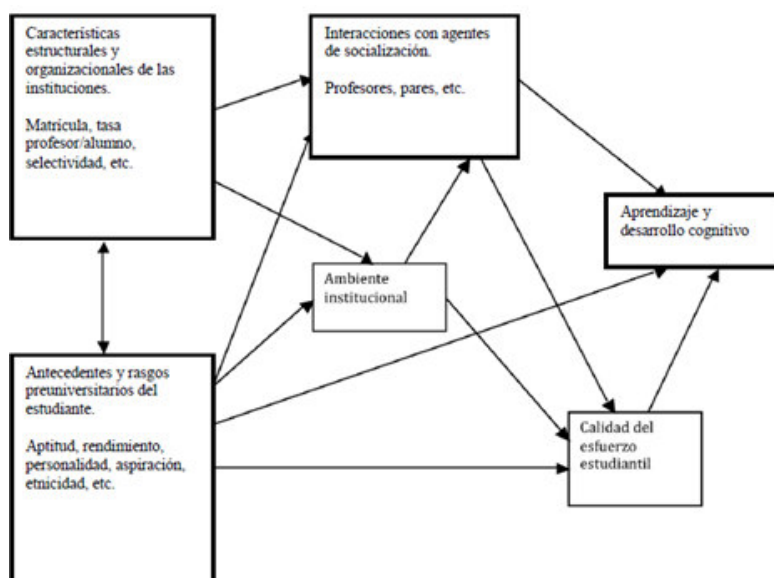 Características
estructurales y
organizacionales de las
instituciones.
Matrícula, tasa
profesor/alumno,
selectividad, etc.
Interacciones con agentes
de socialización.
Profesores, pares, etc.
Aprendizaje y
desarrollo cognitivo
Ambiente
institucional
Antecedentes y rasgos
preuniversitarios del
estudiante.
Aptitud, rendimiento,
personalidad, aspiración,
etnicidad, etc.
Calidad del
esfuerzo
estudiantil